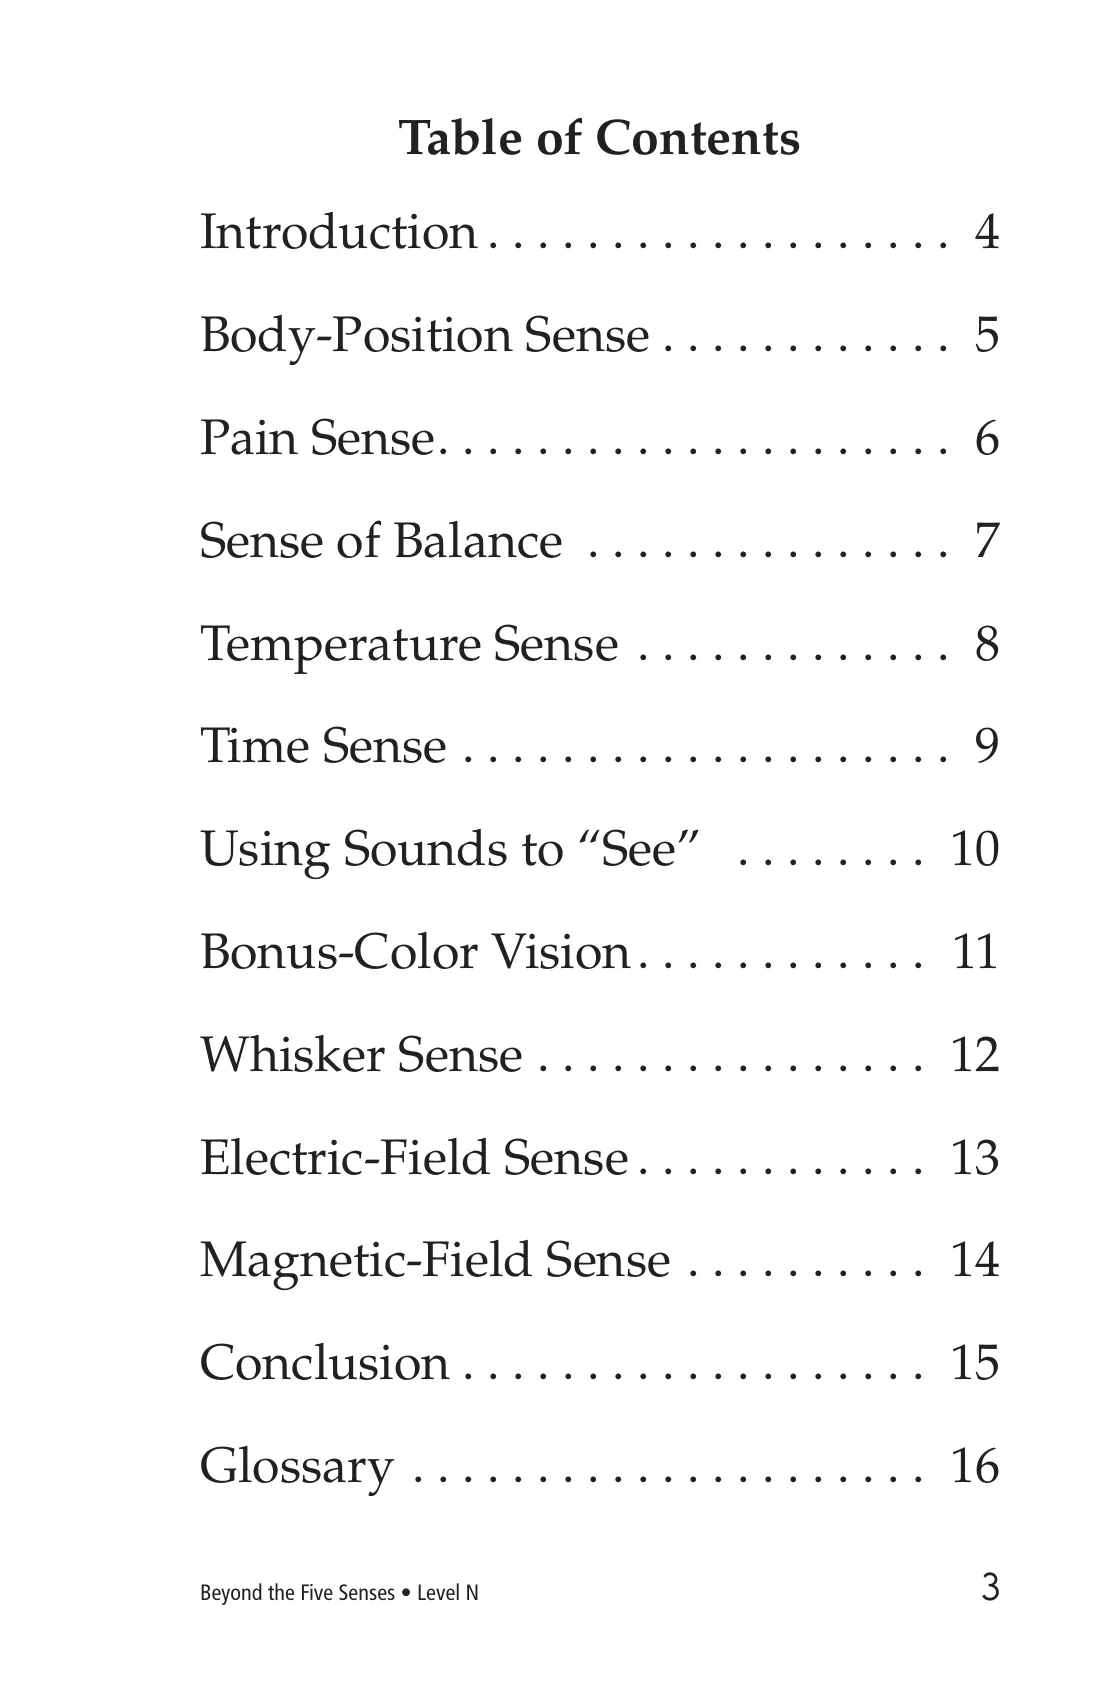 Table of Contents
Introduction . . . . . . . . . . . . . . . . . . . 4
Body-Position Sense . . . . . . . . . . . . 5
Pain Sense. . . . . . . . . . . . . . . . . . . . . 6
Sense of Balance . . . . . . . . . . . . . . . 7
Temperature Sense . . . . . . . . . . . . . 8
Time Sense . . . . . . . . . . . . . . . . . . . . 9
Using Sounds to “See” . . . . . . . . 10
Bonus-Color Vision. . . . . . . . . . . . 11
Whisker Sense . . . . . . . . . . . . . . . . 12
Electric-Field Sense. . . . . . . . . . . . 13
Magnetic-Field Sense . . . . . . . . . . 14
Conclusion . . . . . . . . . . . . . . . . . . . 15
Glossary . . . . . . . . . . . . . . . . . . . . . 16
Beyond the Five Senses • Level N 3